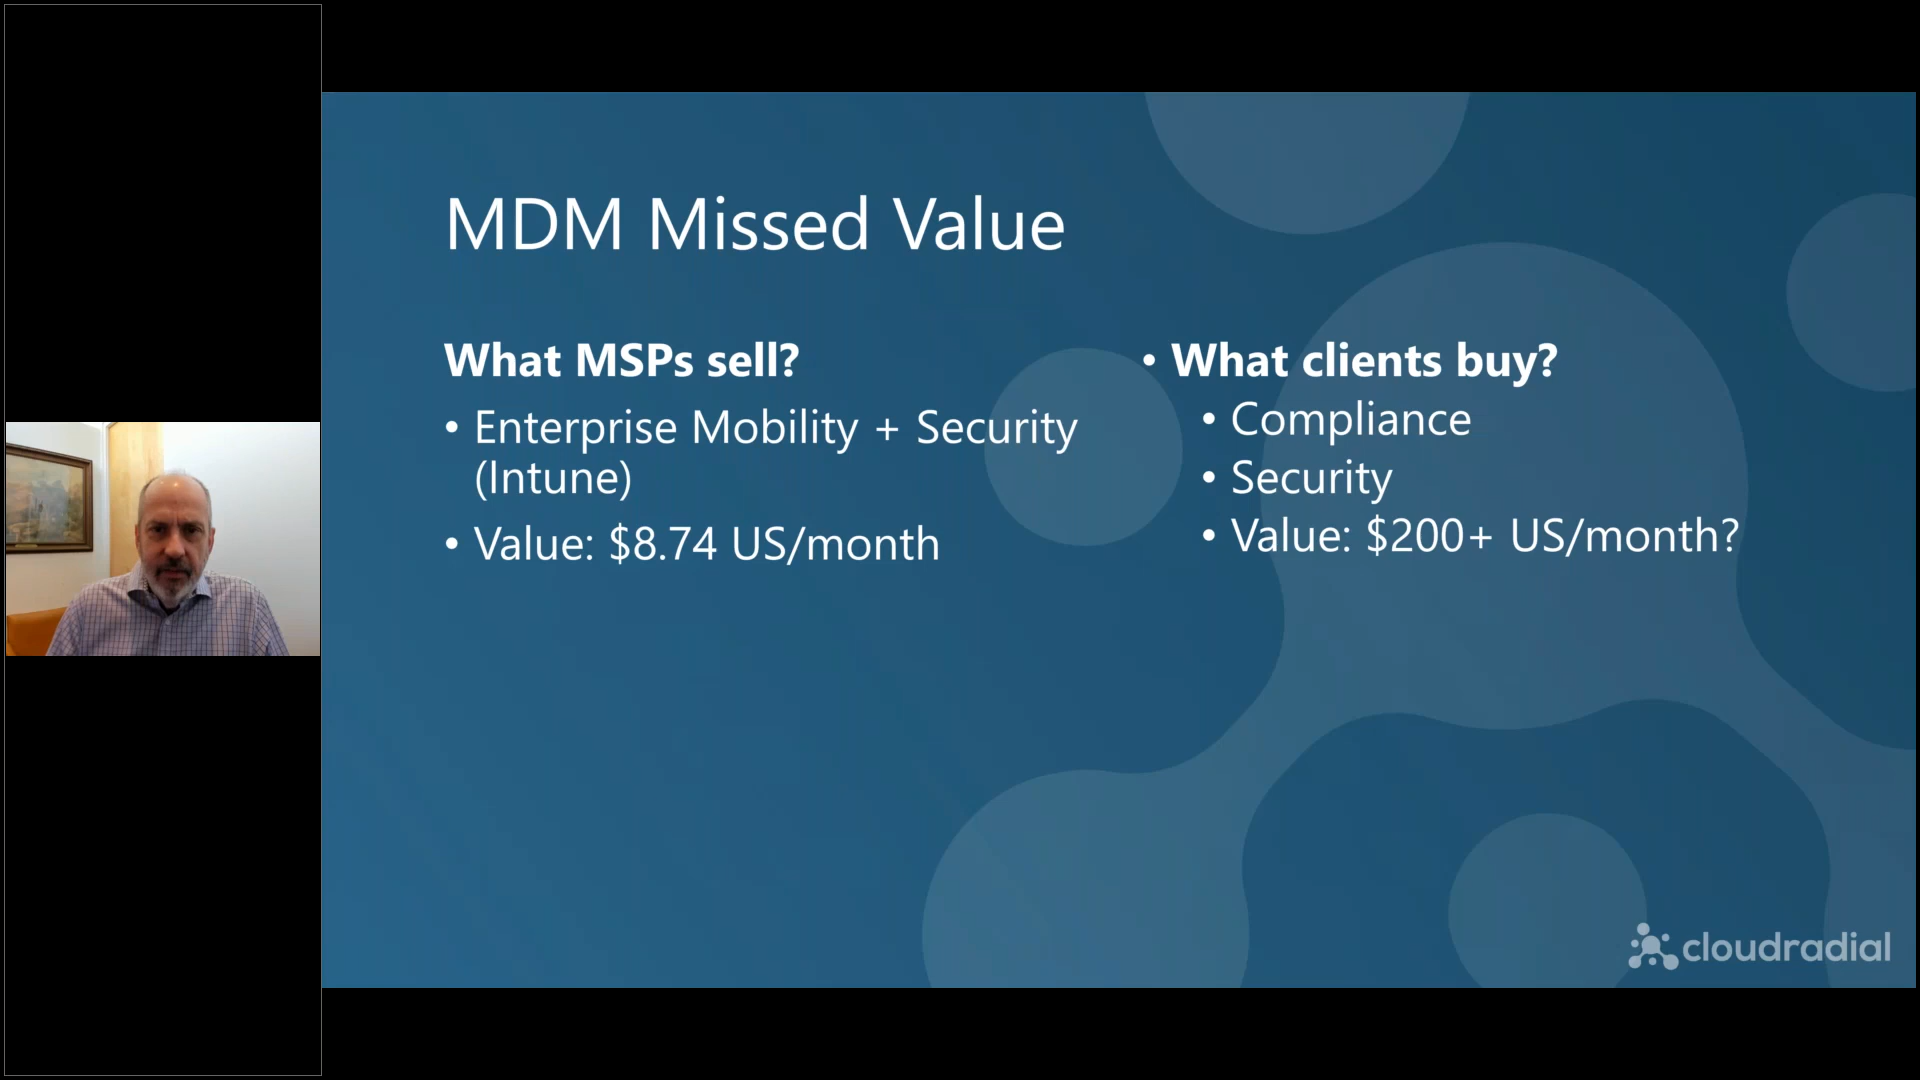 MDM Missed Value
What MSPs sell?
• Enterprise Mobility + Security
(Intune)
• Value: $8.74 US/month
• What clients buy?
• Compliance
• Security
• Value: $200+ US/month?
cloudradial